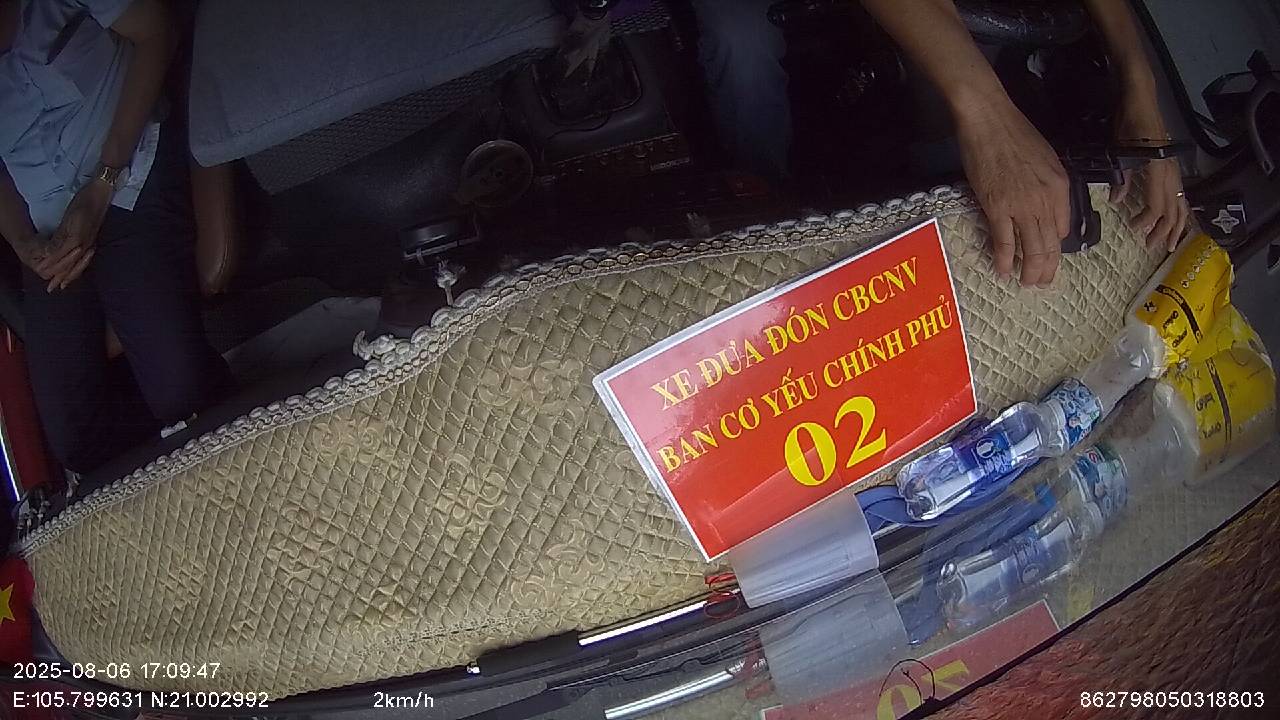 XE ĐƯA ĐÓN CBCNV
BAN CƠ YẾU CHÍNH PHỦ
02
2025-08-06 17:09:47
E:105.799631 N:21.002992
2km/h
862798050318803